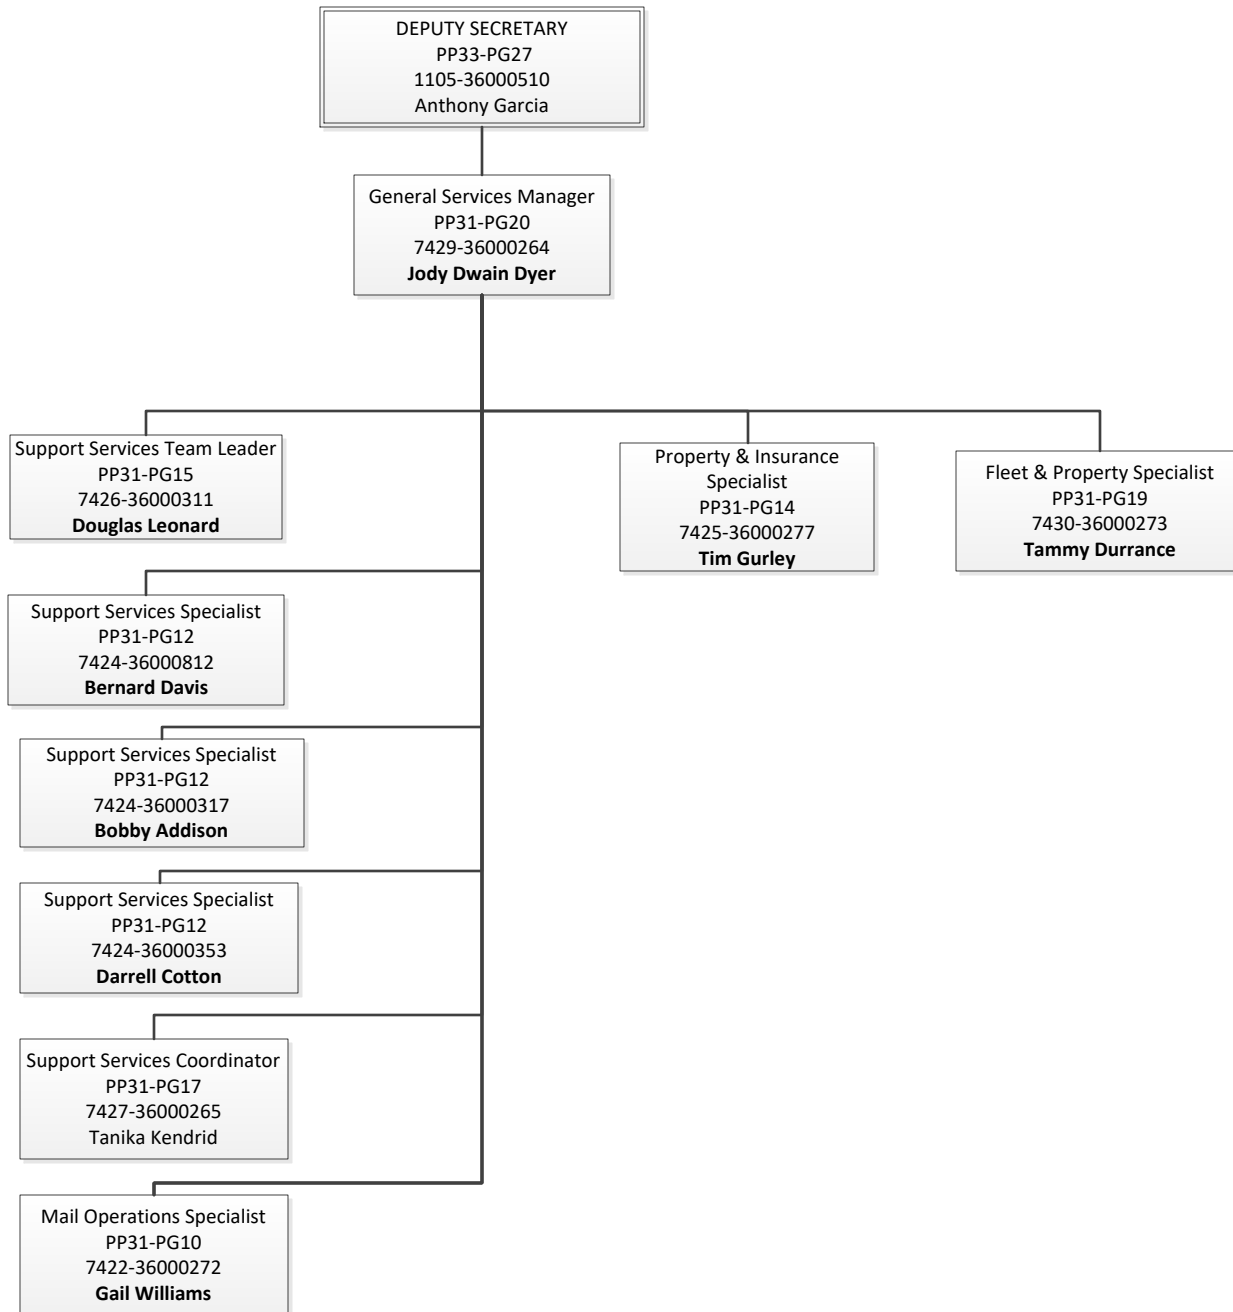 DEPUTY SECRETARY
PP33-PG27
1105-36000510
Anthony Garcia
General Services Manager
PP31-PG20
7429-36000264
Jody Dwain Dyer
Support Services Team Leader
PP31-PG15
7426-36000311
Douglas Leonard
Property & Insurance
Specialist
PP31-PG14
7425-36000277
Tim Gurley
Fleet & Property Specialist
PP31-PG19
7430-36000273
Tammy Durrance
Support Services Specialist
PP31-PG12
7424-36000812
Bernard Davis
Support Services Specialist
PP31-PG12
7424-36000317
Bobby Addison
Support Services Specialist
PP31-PG12
7424-36000353
Darrell Cotton
Support Services Coordinator
PP31-PG17
7427-36000265
Tanika Kendrid
Mail Operations Specialist
PP31-PG10
7422-36000272
Gail Williams